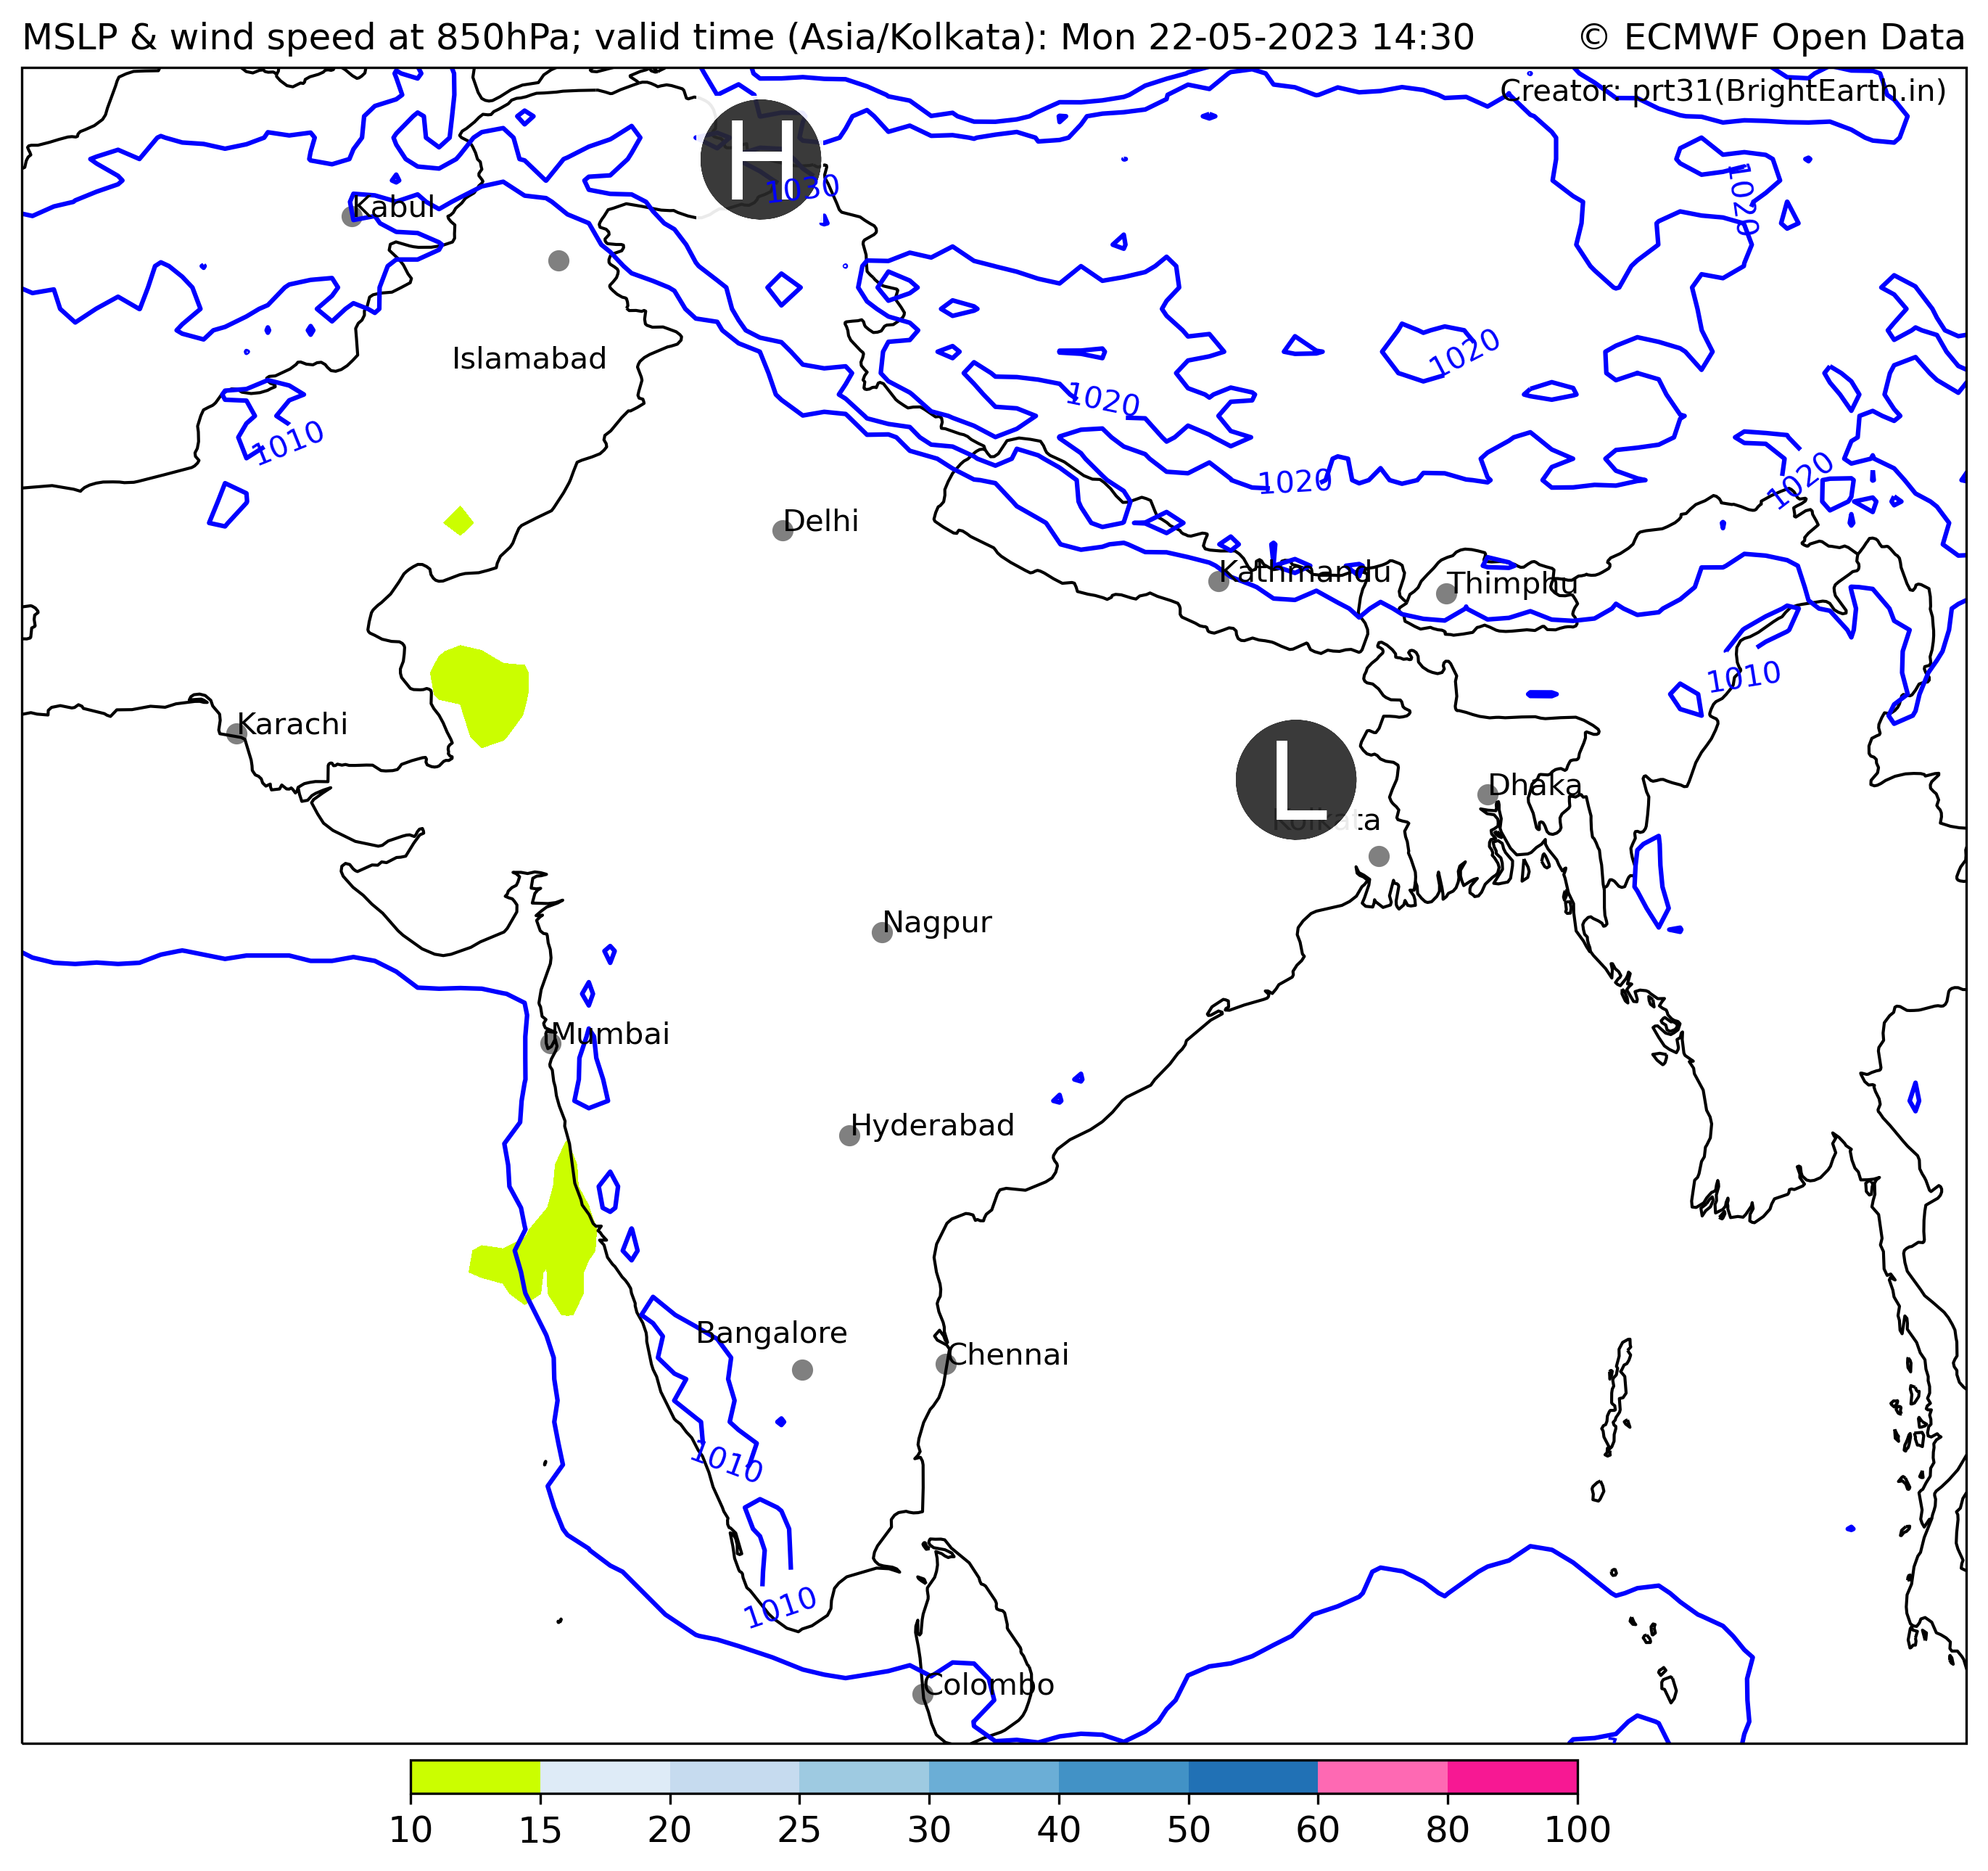 MSLP & wind speed at 850hPa; valid time (Asia/Kolkata): Mon 22-05-2023 14:30 © ECMWF Open Data
Creator: prt31(BrightEarth.in)
H
1030
1020
Kabul
Islamabad
1020
1020
1010
1020
1020
Delhi
Kathmandu
Thimphu
1010
Karachi
L
Dhaka
Kolkata
Nagpur
Mumbai
Hyderabad
Bangalore
Chennai
1010
1010
Colombo
10 15 20 25 30 40 50 60 80 100